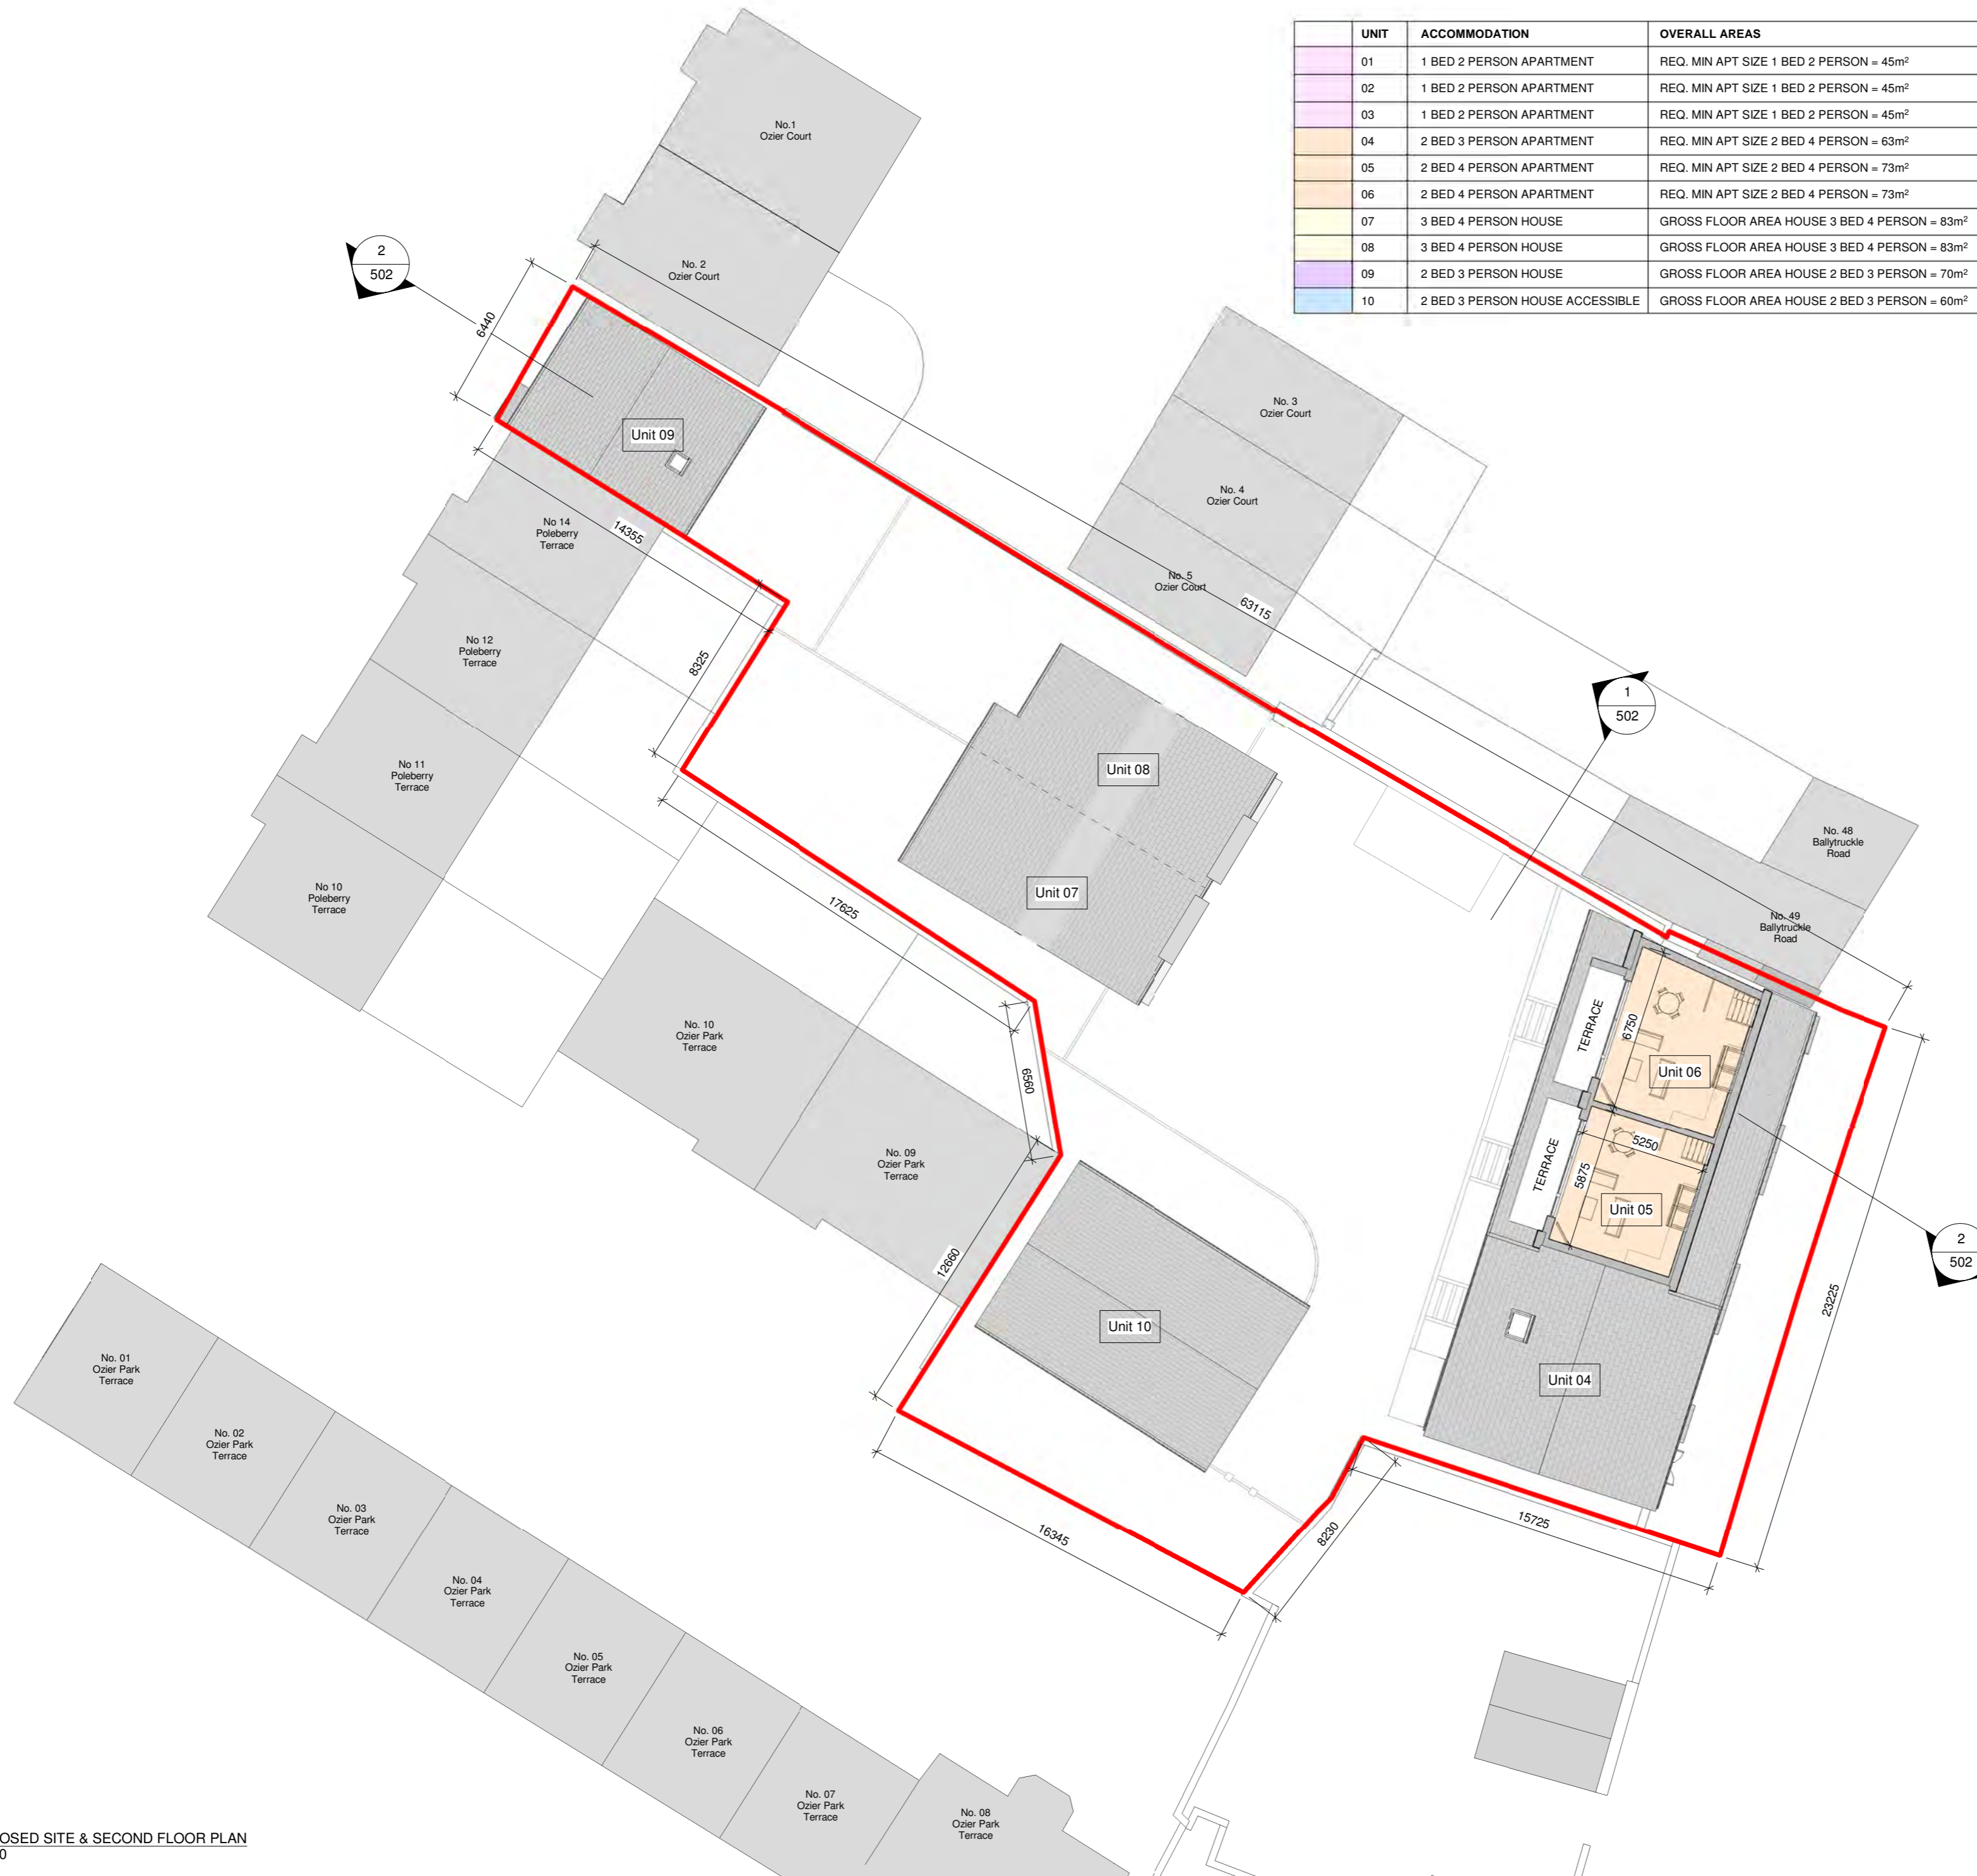 UNIT ACCOMMODATION OVERALL AREAS
01 1 BED 2 PERSON APARTMENT REQ. MIN APT SIZE 1 BED 2 PERSON = 45m²
02 1 BED 2 PERSON APARTMENT REQ. MIN APT SIZE 1 BED 2 PERSON = 45m²
03 1 BED 2 PERSON APARTMENT REQ. MIN APT SIZE 1 BED 2 PERSON = 45m²
04 2 BED 3 PERSON APARTMENT REQ. MIN APT SIZE 2 BED 4 PERSON = 63m²
05 2 BED 4 PERSON APARTMENT REQ. MIN APT SIZE 2 BED 4 PERSON = 73m²
06 2 BED 4 PERSON APARTMENT REQ. MIN APT SIZE 2 BED 4 PERSON = 73m²
07 3 BED 4 PERSON HOUSE GROSS FLOOR AREA HOUSE 3 BED 4 PERSON = 83m²
08 3 BED 4 PERSON HOUSE GROSS FLOOR AREA HOUSE 3 BED 4 PERSON = 83m²
09 2 BED 3 PERSON HOUSE GROSS FLOOR AREA HOUSE 2 BED 3 PERSON = 70m²
10 2 BED 3 PERSON HOUSE ACCESSIBLE GROSS FLOOR AREA HOUSE 2 BED 3 PERSON = 60m²
No.1
Ozier Court
No. 2
Ozier Court
2
502
6440
Unit 09
No. 3
Ozier Court
No. 4
Ozier Court
No. 5
Ozier Court
63115
No 14
Poleberry
Terrace
14355
8325
No 12
Poleberry
Terrace
No 11
Poleberry
Terrace
No 10
Poleberry
Terrace
1
502
Unit 08
Unit 07
17625
No. 48
Ballytruckle
Road
No. 49
Ballytruckle
Road
TERRACE
6750
Unit 06
5250
TERRACE
5875
Unit 05
Unit 04
2
502
23225
No. 10
Ozier Park
Terrace
6560
No. 09
Ozier Park
Terrace
12660
Unit 10
16345
8230
15725
No. 01
Ozier Park
Terrace
No. 02
Ozier Park
Terrace
No. 03
Ozier Park
Terrace
No. 04
Ozier Park
Terrace
No. 05
Ozier Park
Terrace
No. 06
Ozier Park
Terrace
No. 07
Ozier Park
Terrace
No. 08
Ozier Park
Terrace
OSED SITE & SECOND FLOOR PLAN
0